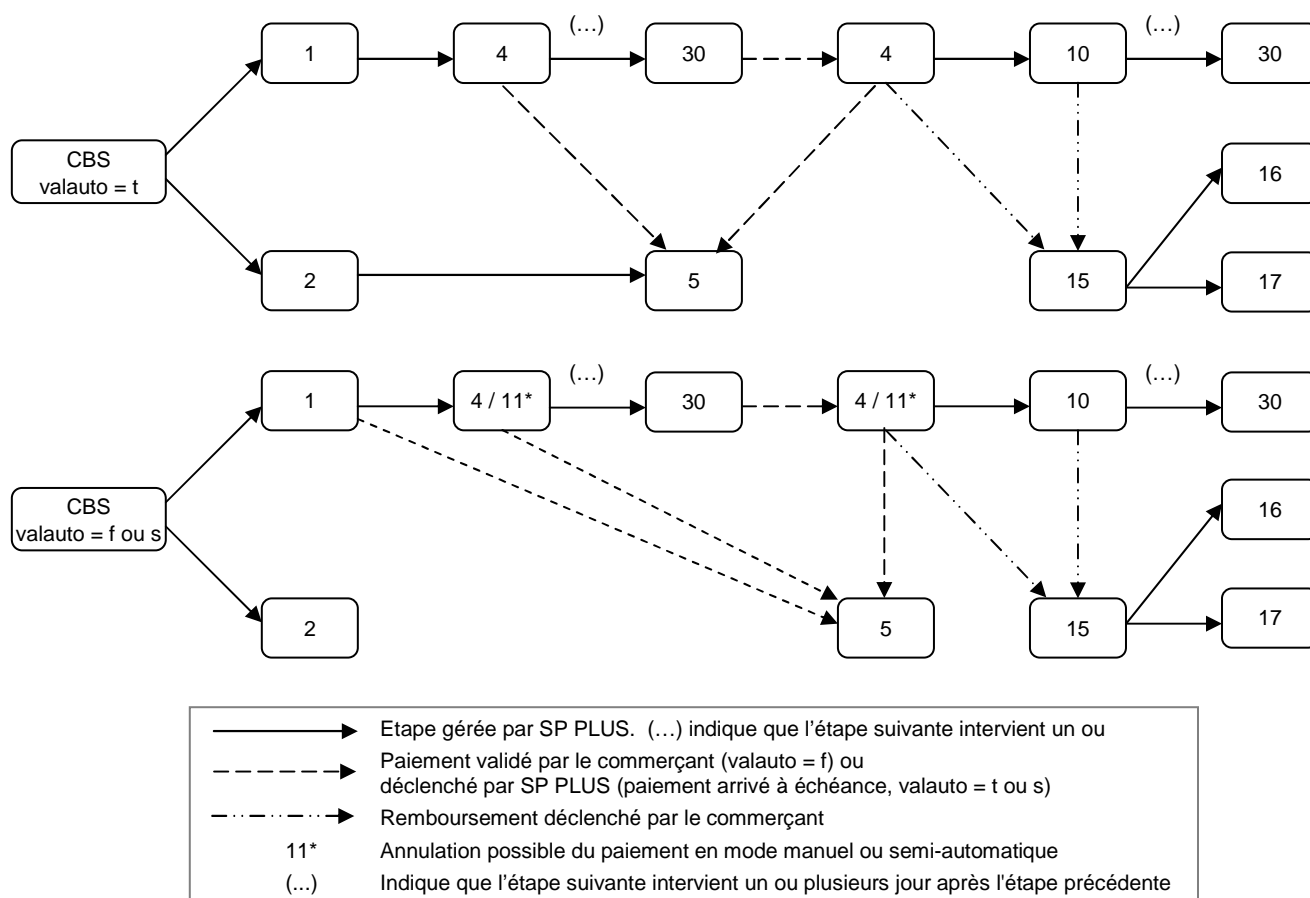 (…) (…)
1 4 30 4 10 30
CBS
valauto = t
16
2 5 15 17
(…) (…)
1 4 / 11* 30 4 / 11* 10 30
CBS
valauto = f ou s
16
2 5 15 17
Etape gérée par SP PLUS. (…) indique que l’étape suivante intervient un ou
Paiement validé par le commerçant (valauto = f) ou
déclenché par SP PLUS (paiement arrivé à échéance, valauto = t ou s)
Remboursement déclenché par le commerçant
11* Annulation possible du paiement en mode manuel ou semi-automatique
(...) Indique que l’étape suivante intervient un ou plusieurs jour après l'étape précédente